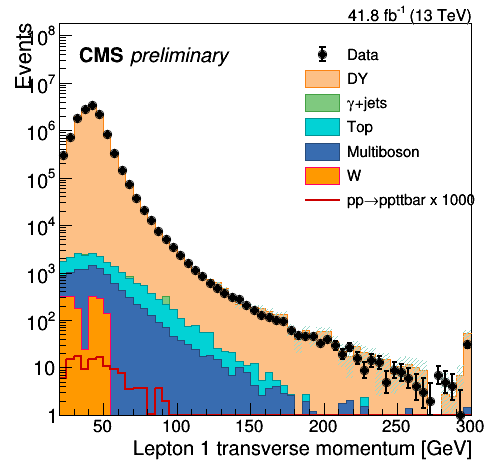 41.8 fb⁻¹ (13 TeV)
Events
CMS preliminary
Data
DY
γ+jets
Top
Multiboson
W
pp→ppttbar x 1000
10⁸
10⁷
10⁶
10⁵
10⁴
10³
10²
10
1
50 100 150 200 250 300
Lepton 1 transverse momentum [GeV]